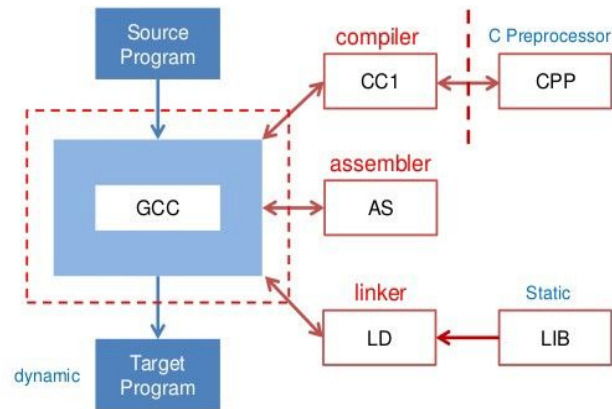 Source
Program
compiler
C Preprocessor
CC1
CPP
assembler
GCC
AS
linker
Static
LD
LIB
dynamic
Target
Program